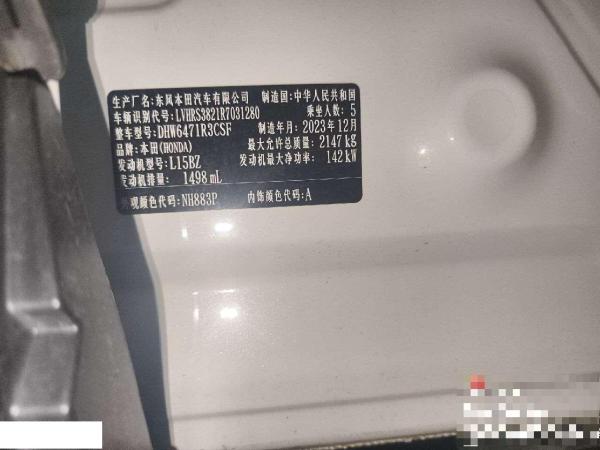 生产厂名:东风本田汽车有限公司 制造国:中华人民共和国
车辆识别代号:LVHRS3821R7031280 乘坐人数:5
整车型号:DHW6471R3CSF 制造年月:2023年12月
品牌:本田(HONDA) 最大允许总质量:2147kg
发动机型号:L15BZ 发动机最大净功率:142kW
发动机排量:1498mL
外观颜色代码:NH883P 内饰颜色代码:A